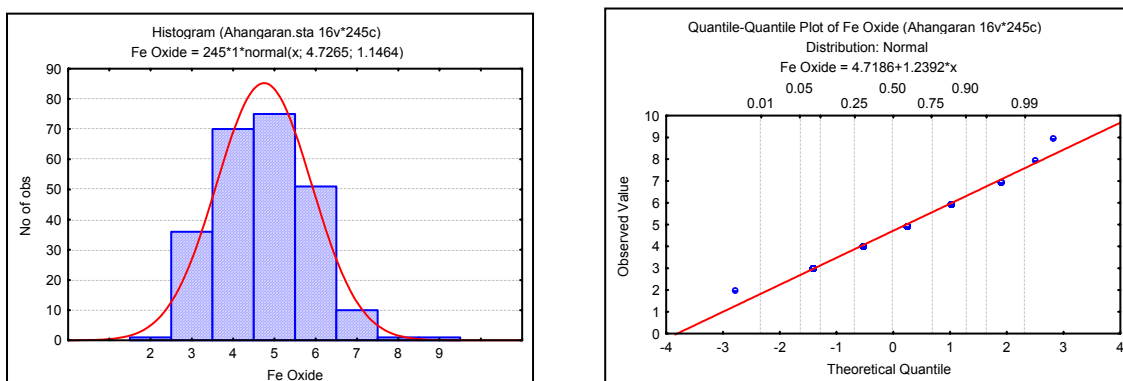 Histogram (Ahangaran.sta 16v*245c)
Fe Oxide = 245*1*normal(x; 4.7265; 1.1464)
90
80
70
60
50
40
30
20
10
0
No of obs
2 3 4 5 6 7 8 9
Fe Oxide
Quantile-Quantile Plot of Fe Oxide (Ahangaran 16v*245c)
Distribution: Normal
Fe Oxide = 4.7186+1.2392*x
0.01 0.05 0.25 0.50 0.75 0.90 0.99
10
9
8
7
6
5
4
3
2
1
0
Observed Value
-4 -3 -2 -1 0 1 2 3 4
Theoretical Quantile